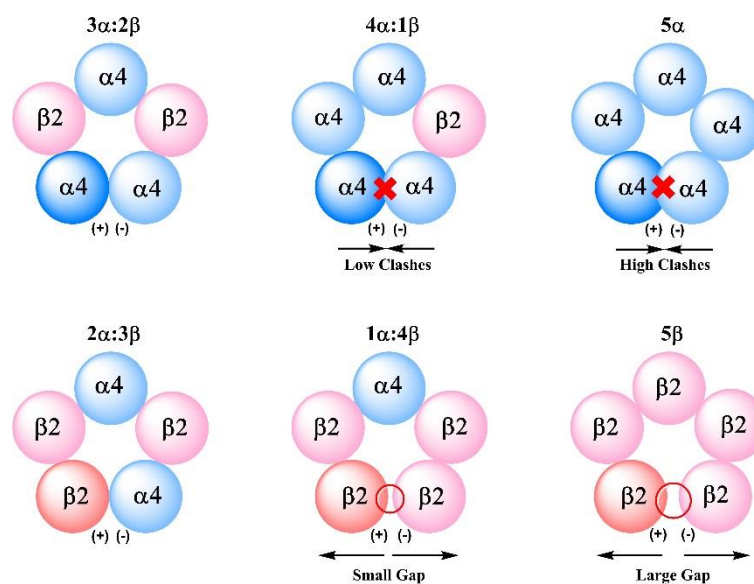 3α:2β
4α:1β
5α
α4
β2
β2
α4
α4
(+) (-)
α4
α4
β2
α4
α4
(+) (-)
Low Clashes
α4
α4
α4
α4
α4
(+) (-)
High Clashes
2α:3β
1α:4β
5β
α4
β2
β2
β2
α4
(+) (-)
α4
β2
β2
β2
β2
(+) (-)
Small Gap
β2
β2
β2
β2
β2
(+) (-)
Large Gap